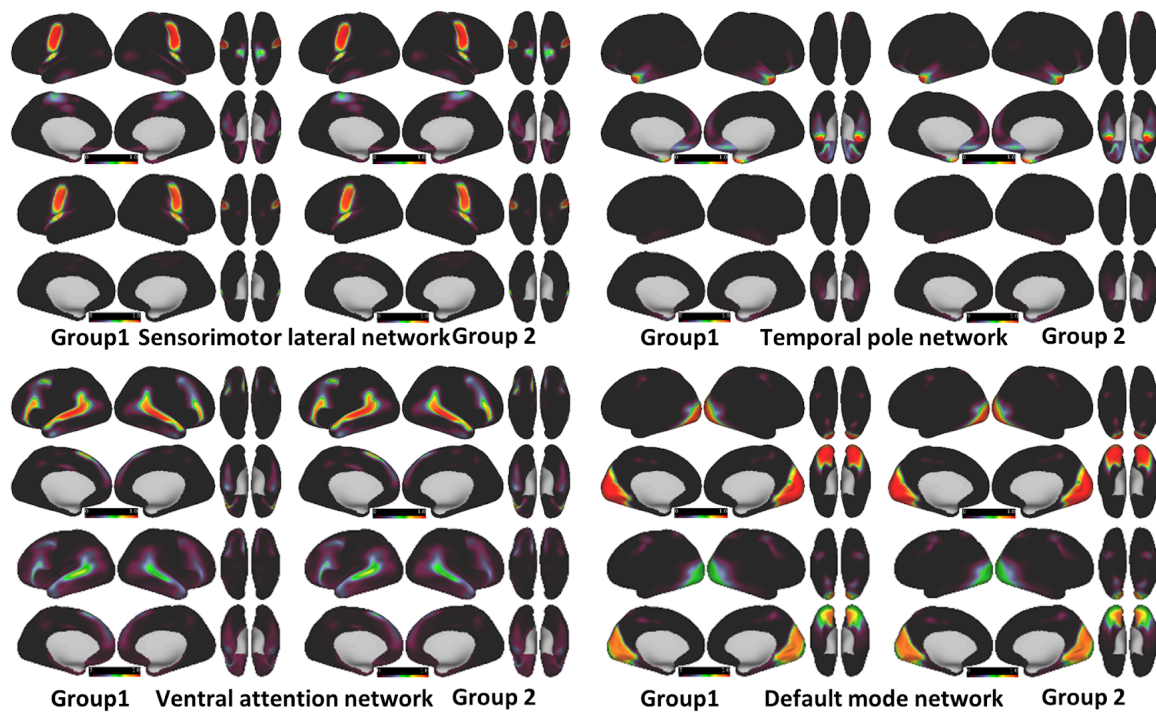 Group1 Sensorimotor lateral network Group 2
Group1 Temporal pole network Group 2
Group1 Ventral attention network Group 2
Group1 Default mode network Group 2